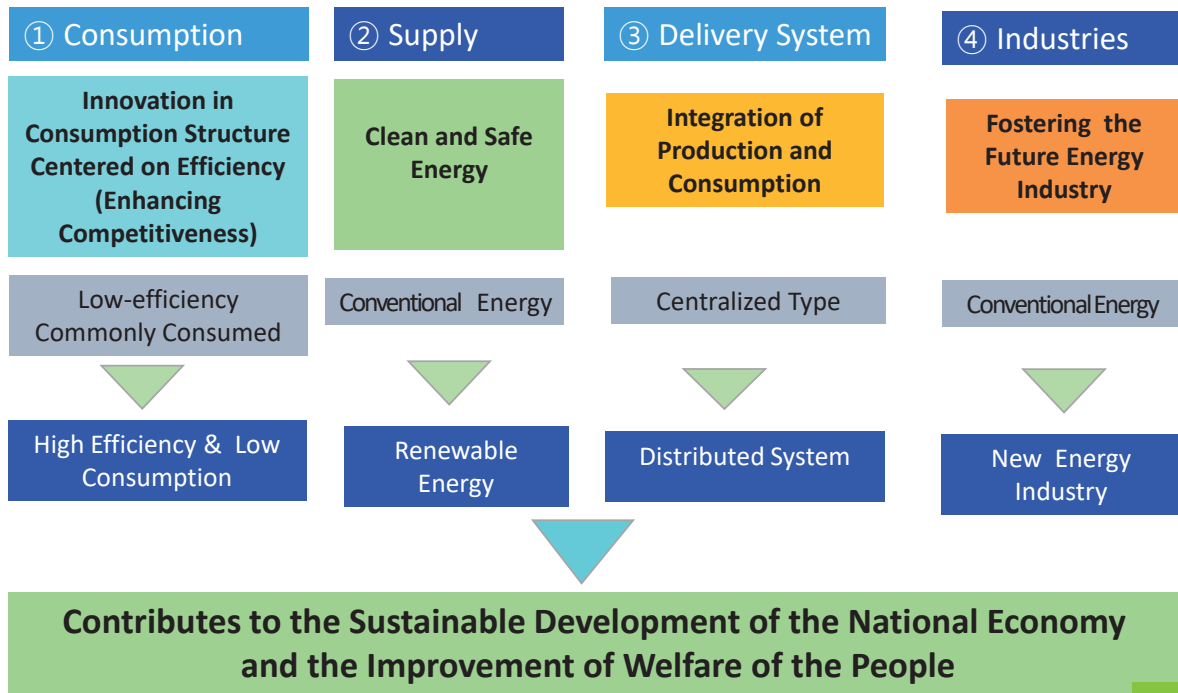 ① Consumption
Innovation in
Consumption Structure
Centered on Efficiency
(Enhancing
Competitiveness)
Low-efficiency
Commonly Consumed
High Efficiency & Low
Consumption
② Supply
Clean and Safe
Energy
Conventional Energy
Renewable
Energy
③ Delivery System
Integration of
Production and
Consumption
Centralized Type
Distributed System
④ Industries
Fostering the
Future Energy
Industry
Conventional Energy
New Energy
Industry
Contributes to the Sustainable Development of the National Economy
and the Improvement of Welfare of the People